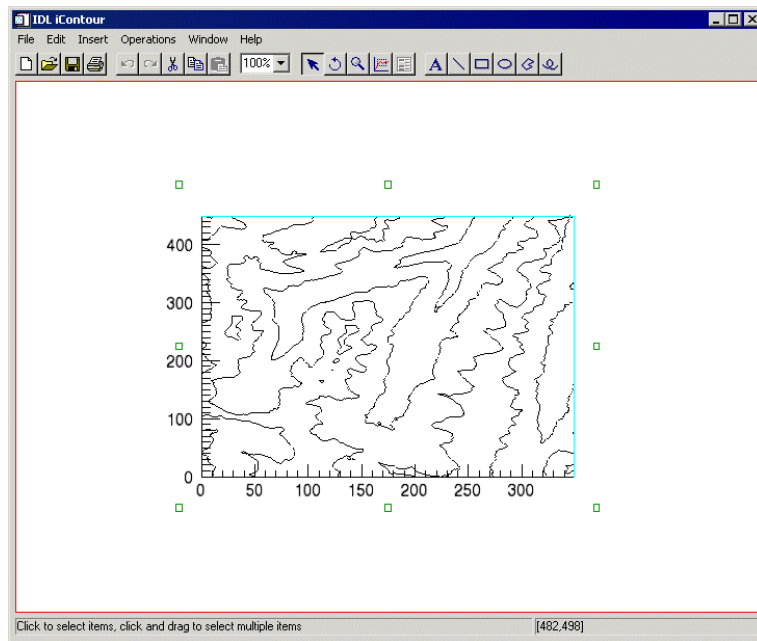 IDL iContour
File Edit Insert Operations Window Help
100% A
400
300
200
100
0
0 50 100 150 200 250 300
Click to select items, click and drag to select multiple items [482,498]